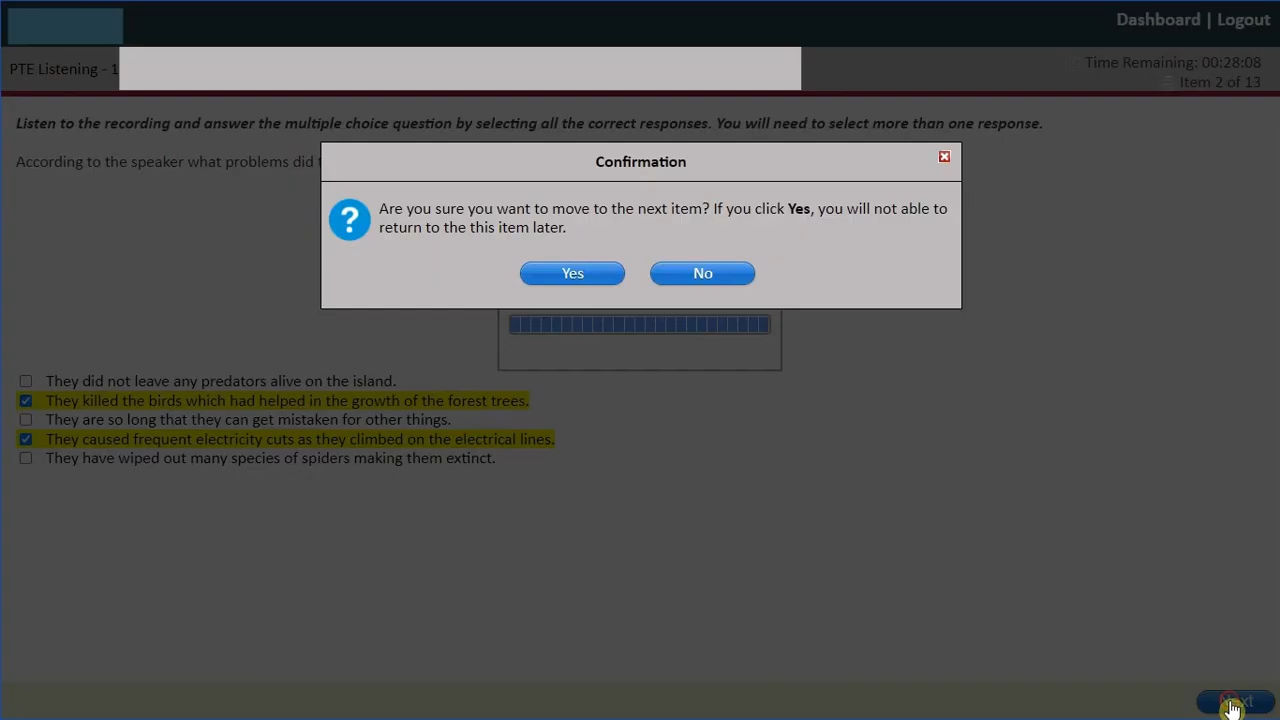 Dashboard | Logout
PTE Listening - 1
Time Remaining: 00:28:08
Item 2 of 13
Listen to the recording and answer the multiple choice question by selecting all the correct responses. You will need to select more than one response.
According to the speaker what problems did t
Confirmation
Are you sure you want to move to the next item? If you click Yes, you will not able to
return to the this item later.
Yes No
They did not leave any predators alive on the island.
They killed the birds which had helped in the growth of the forest trees.
They are so long that they can get mistaken for other things.
They caused frequent electricity cuts as they climbed on the electrical lines.
They have wiped out many species of spiders making them extinct.
Next